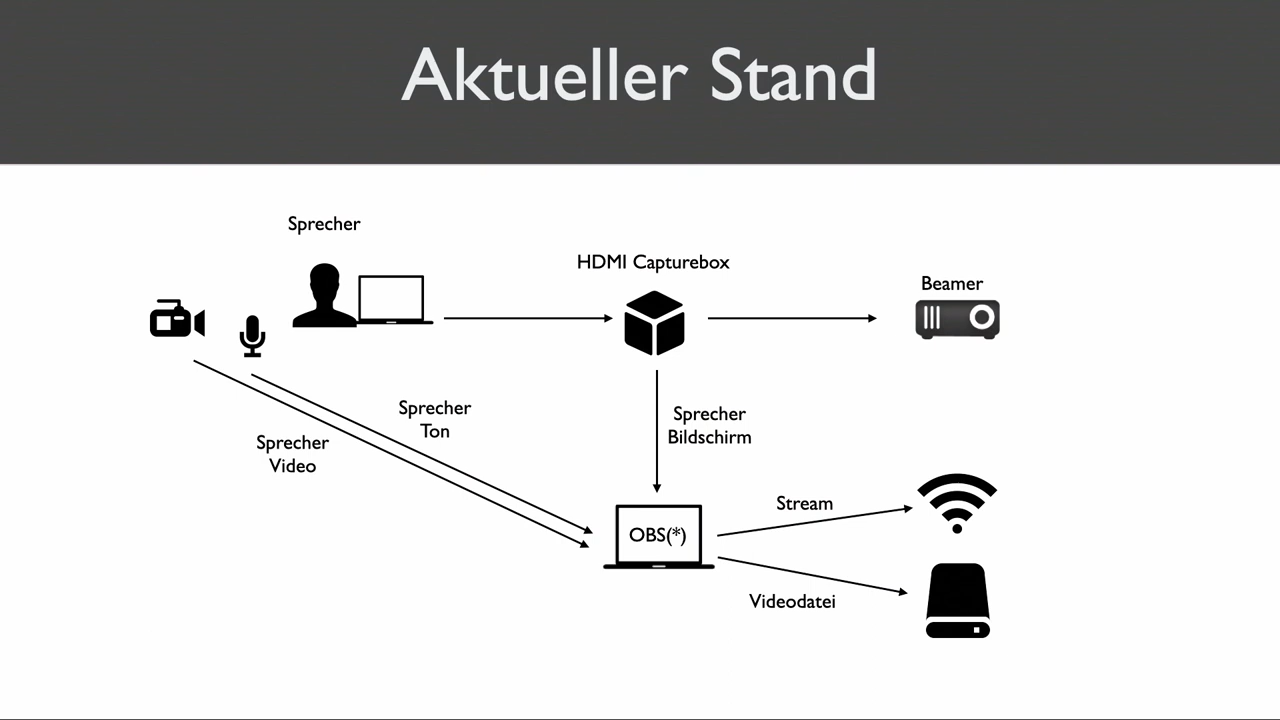 Aktueller Stand
Sprecher
HDMI Capturebox
Beamer
Sprecher
Ton
Sprecher
Bildschirm
Sprecher
Video
Stream
OBS(*)
Videodatei